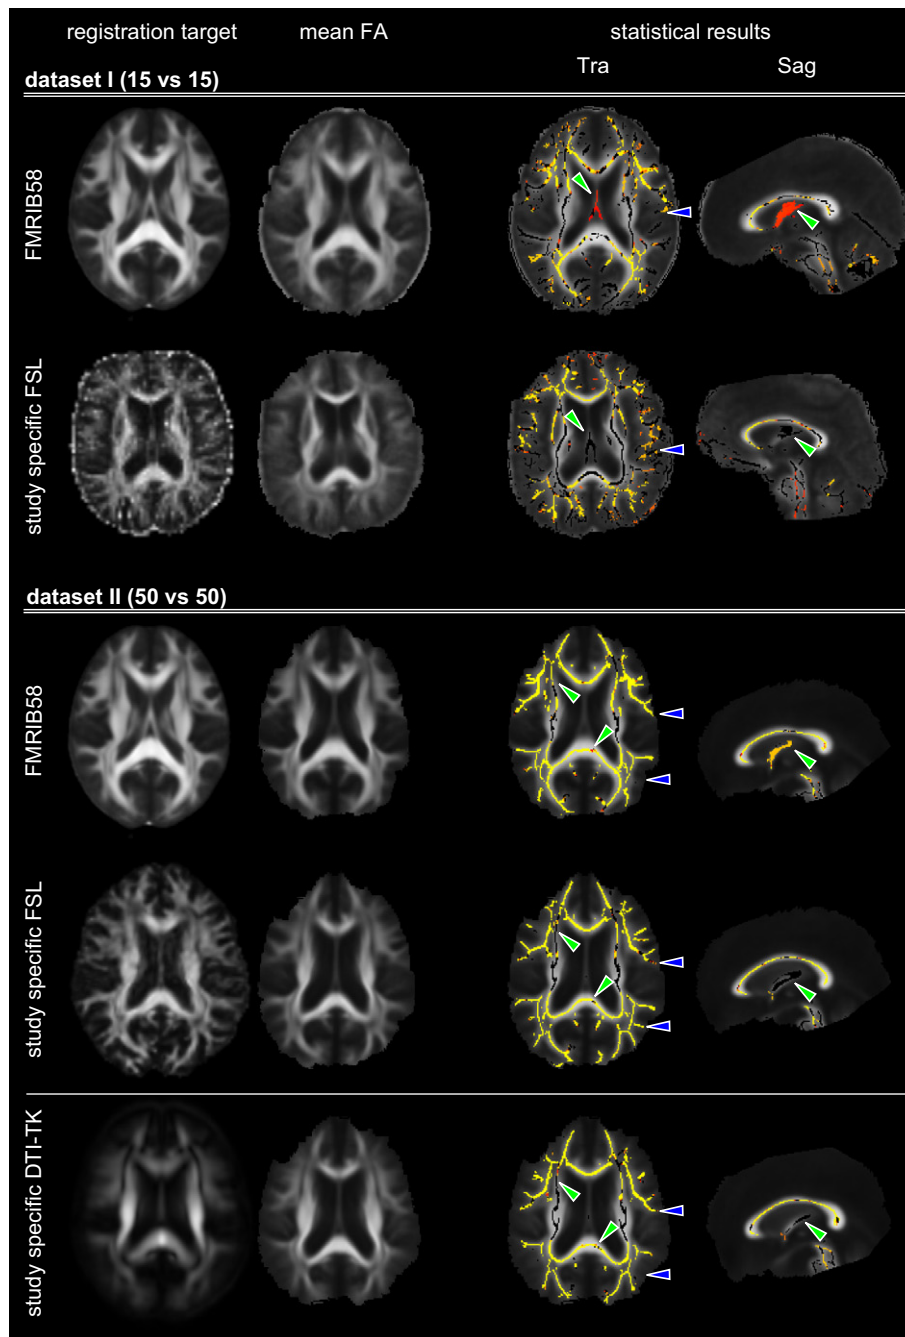 registration target mean FA statistical results
Tra Sag
dataset I (15 vs 15)
FMRIB58
study specific FSL
dataset II (50 vs 50)
FMRIB58
study specific FSL
study specific DTI-TK